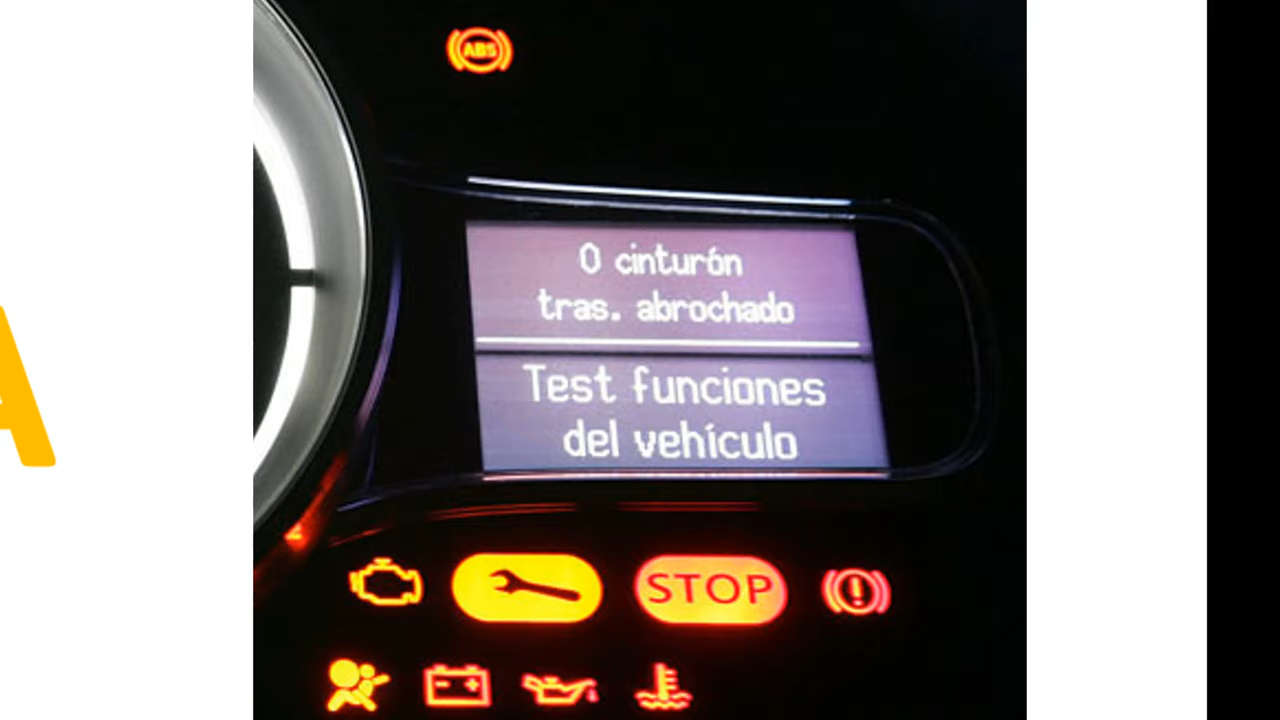 A
ABS
0 cinturón
tras. abrochado
Test funciones
del vehículo
STOP